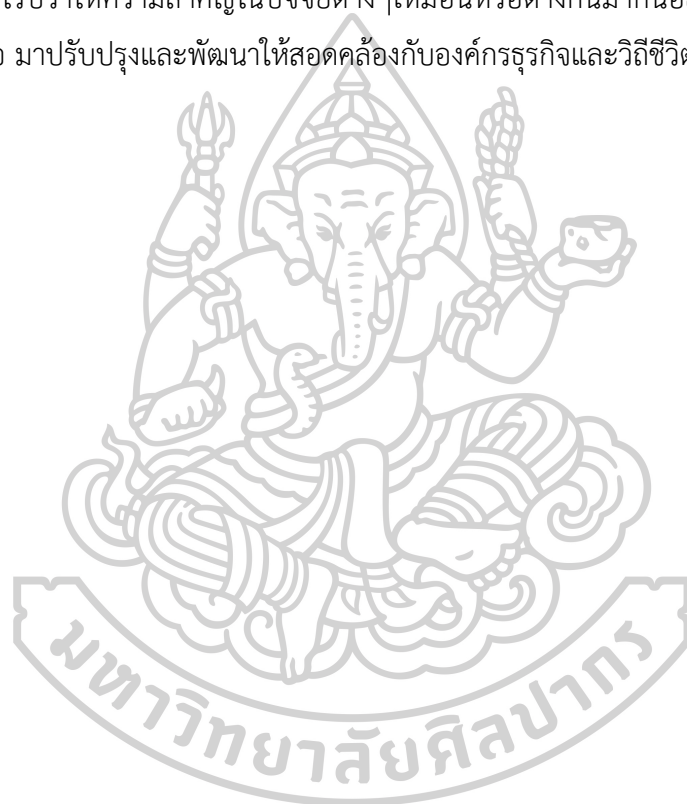 ให้ความสำคัญในปัจจัยต่าง ๆเหมือนหรือต่างกันมากน้อย
มาปรับปรุงและพัฒนาให้สอดคล้องกับองค์กรธุรกิจและวิถีชีวิต
มหาวิทยาลัยศิลปากร